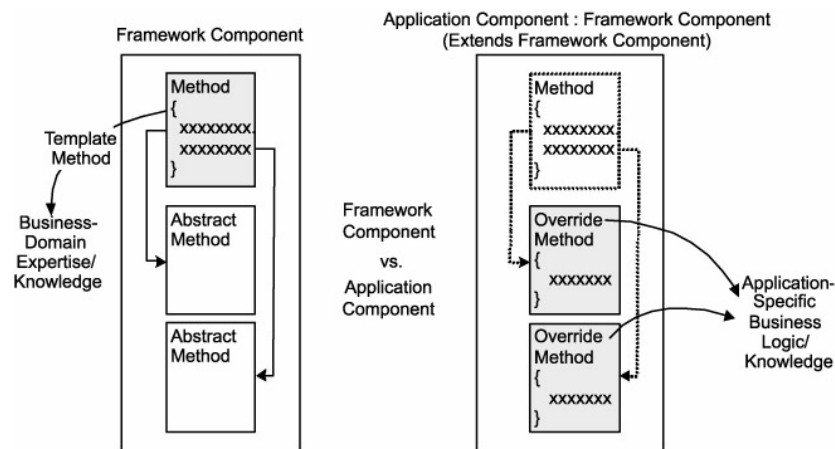 Framework Component
Application Component : Framework Component
(Extends Framework Component)
Method
{
xxxxxxxx.
xxxxxxxx
}
Template
Method
Business-
Domain
Expertise/
Knowledge
Abstract
Method
Abstract
Method
Framework
Component
vs.
Application
Component
Method
{
xxxxxxxx.
xxxxxxxx
}
Override
Method
{
xxxxxxx
}
Override
Method
{
xxxxxxx
}
Application-
Specific
Business
Logic/
Knowledge